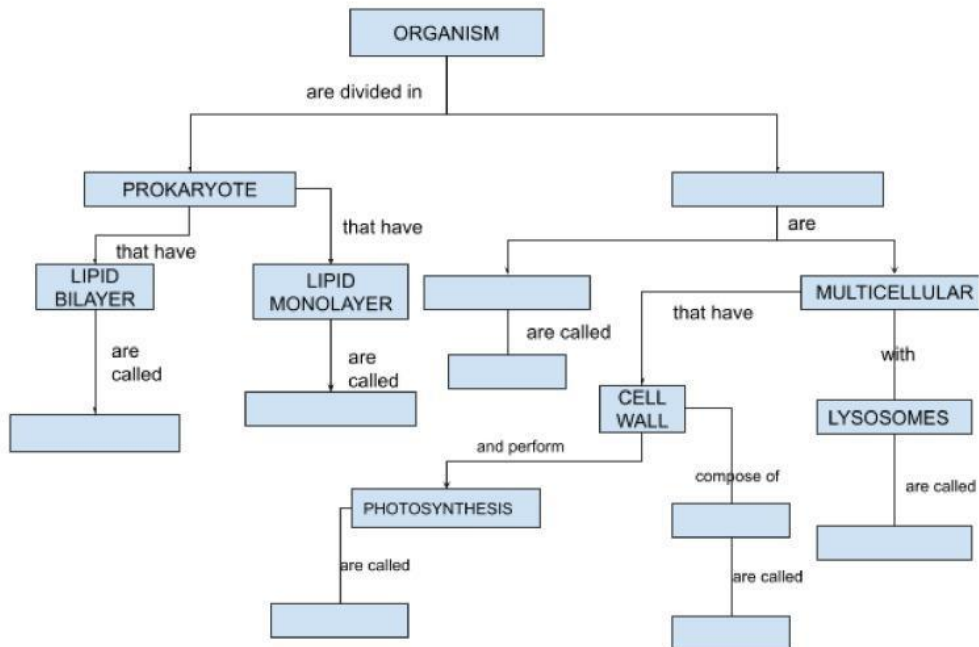 ORGANISM
are divided in
PROKARYOTE
are
that have
that have
LIPID
BILAYER
LIPID
MONOLAYER
MULTICELLULAR
that have
are called
with
are
called
are
called
CELL
WALL
LYSOSOMES
and perform
compose of
are called
PHOTOSYNTHESIS
are called
are called